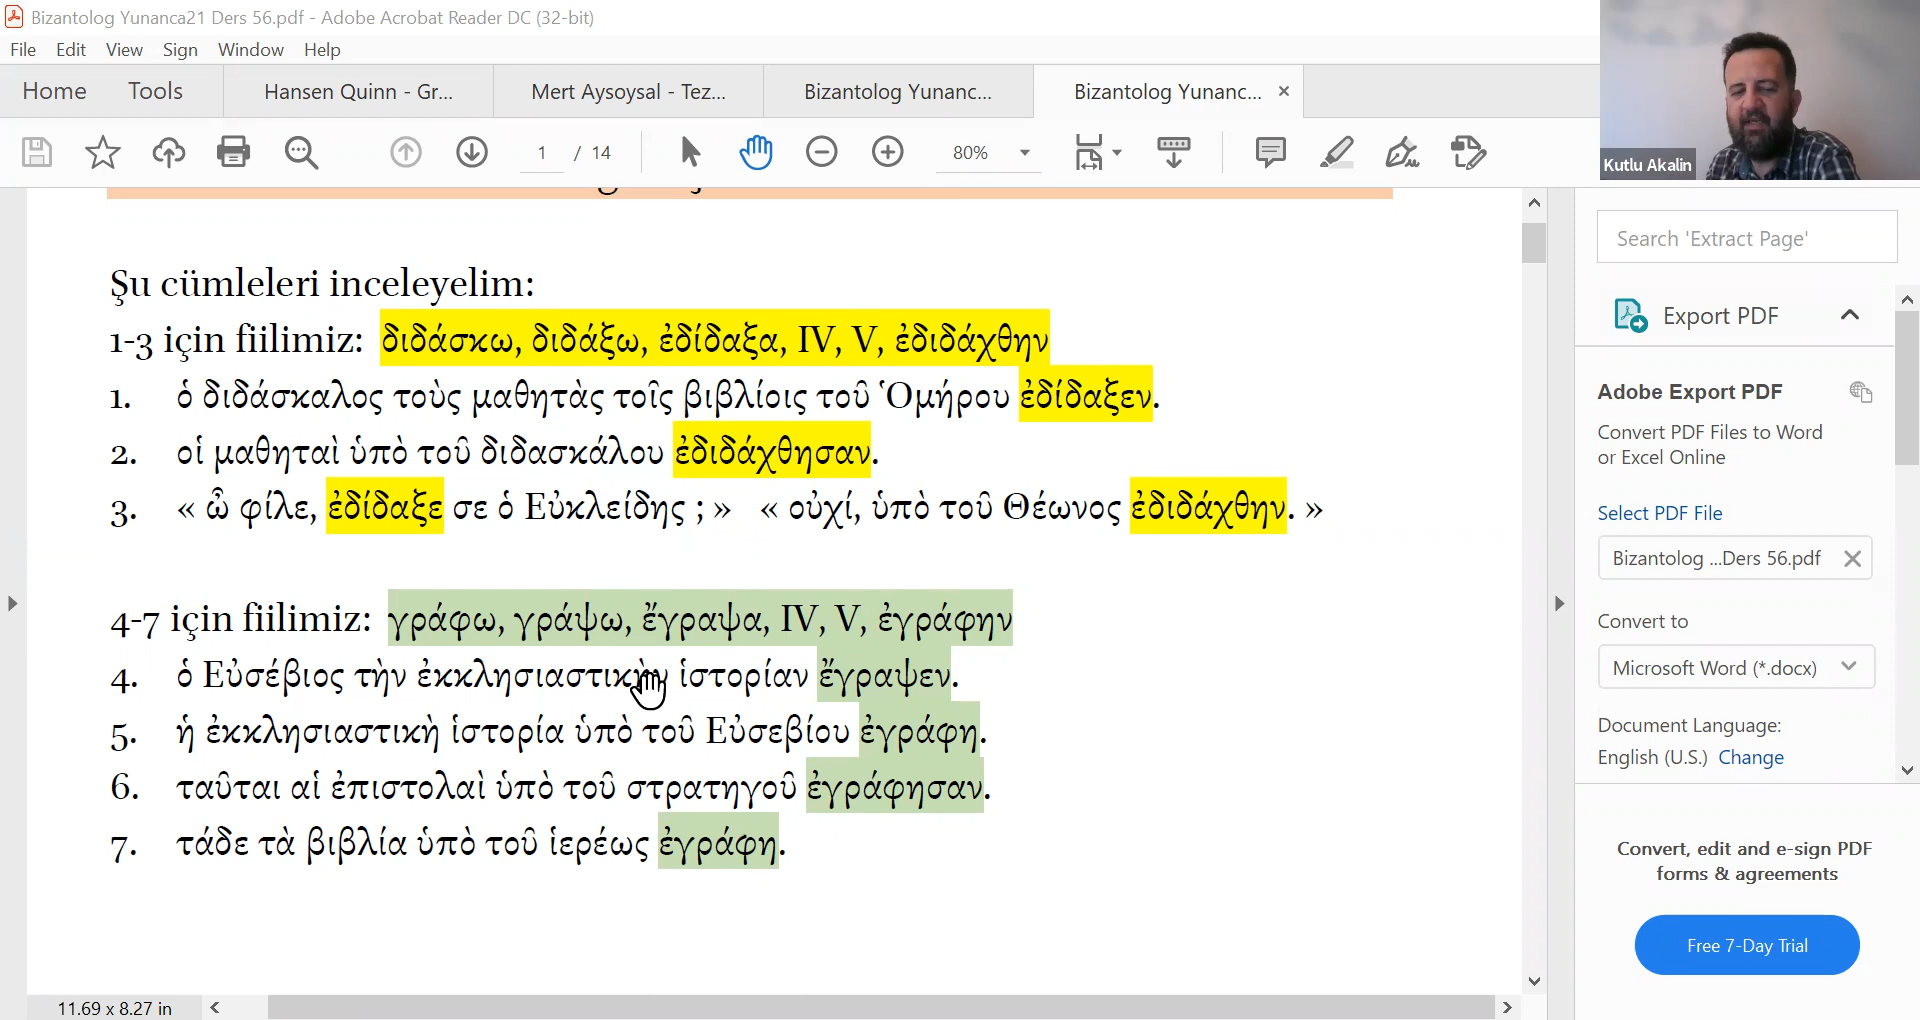 Bizantolog Yunanca21 Ders 56.pdf - Adobe Acrobat Reader DC (32-bit)
File Edit View Sign Window Help
Home Tools Hansen Quinn - Gr... Mert Aysoysal - Tez... Bizantolog Yunanc... Bizantolog Yunanc...
1 / 14 80%
Kutlu Akalin
Şu cümleleri inceleyelim:
1-3 için fiilimiz: διδάσκω, διδάξω, ἐδίδαξα, IV, V, ἐδιδάχθην
1. ὁ διδάσκαλος τοὺς μαθητὰς τοῖς βιβλίοις τοῦ Ὁμήρου ἐδίδαξεν.
2. οἱ μαθηταὶ ὑπὸ τοῦ διδασκάλου ἐδιδάχθησαν.
3. « ὦ φίλε, ἐδίδαξε σε ὁ Εὐκλείδης ; » « οὐχί, ὑπὸ τοῦ Θέωνος ἐδιδάχθην. »
4-7 için fiilimiz: γράφω, γράψω, ἔγραψα, IV, V, ἐγράφην
4. ὁ Εὐσέβιος τὴν ἐκκλησιαστικὴν ἱστορίαν ἔγραψεν.
5. ἡ ἐκκλησιαστικὴ ἱστορία ὑπὸ τοῦ Εὐσεβίου ἐγράφη.
6. ταῦται αἱ ἐπιστολαὶ ὑπὸ τοῦ στρατηγοῦ ἐγράφησαν.
7. τάδε τὰ βιβλία ὑπὸ τοῦ ἱερέως ἐγράφη.
11.69 x 8.27 in
Search 'Extract Page'
Export PDF
Adobe Export PDF
Convert PDF Files to Word
or Excel Online
Select PDF File
Bizantolog ...Ders 56.pdf
Convert to
Microsoft Word (*.docx)
Document Language:
English (U.S.) Change
Convert, edit and e-sign PDF
forms & agreements
Free 7-Day Trial